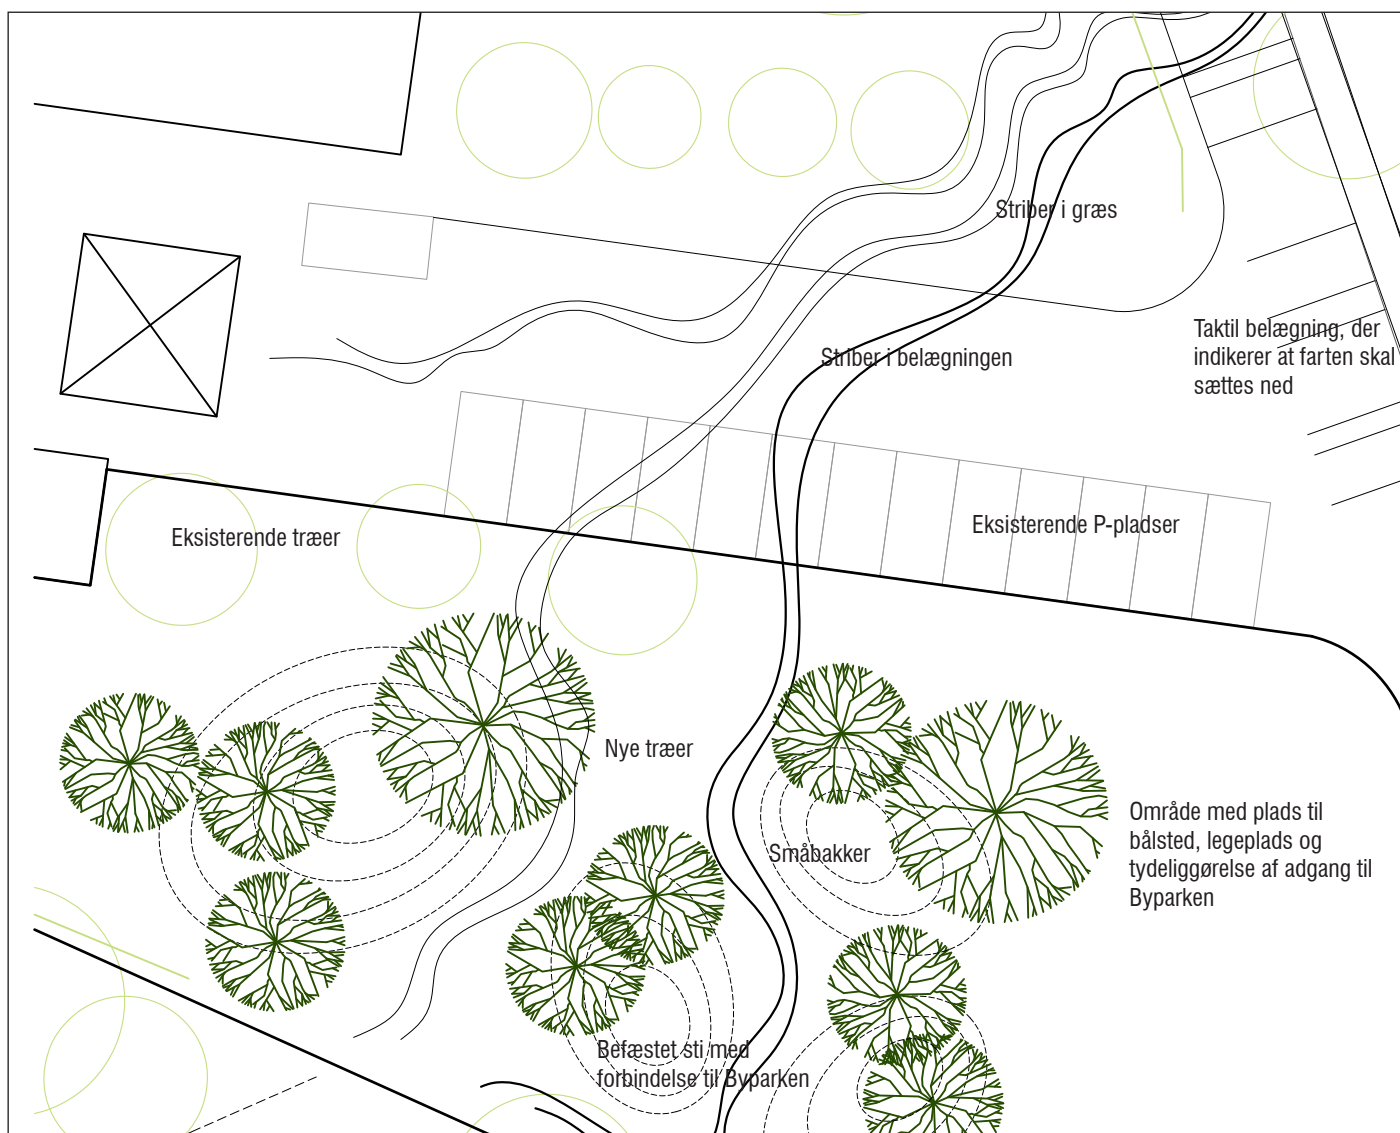 Striber i græs
Taktil belægning, der
indikerer at farten skal
sættes ned
Striber i belægningen
Eksisterende P-pladser
Eksisterende træer
Nye træer
Område med plads til
bålsted, legeplads og
tydeliggørelse af adgang til
Byparken
Småbakker
Befæstet sti med
forbindelse til Byparken